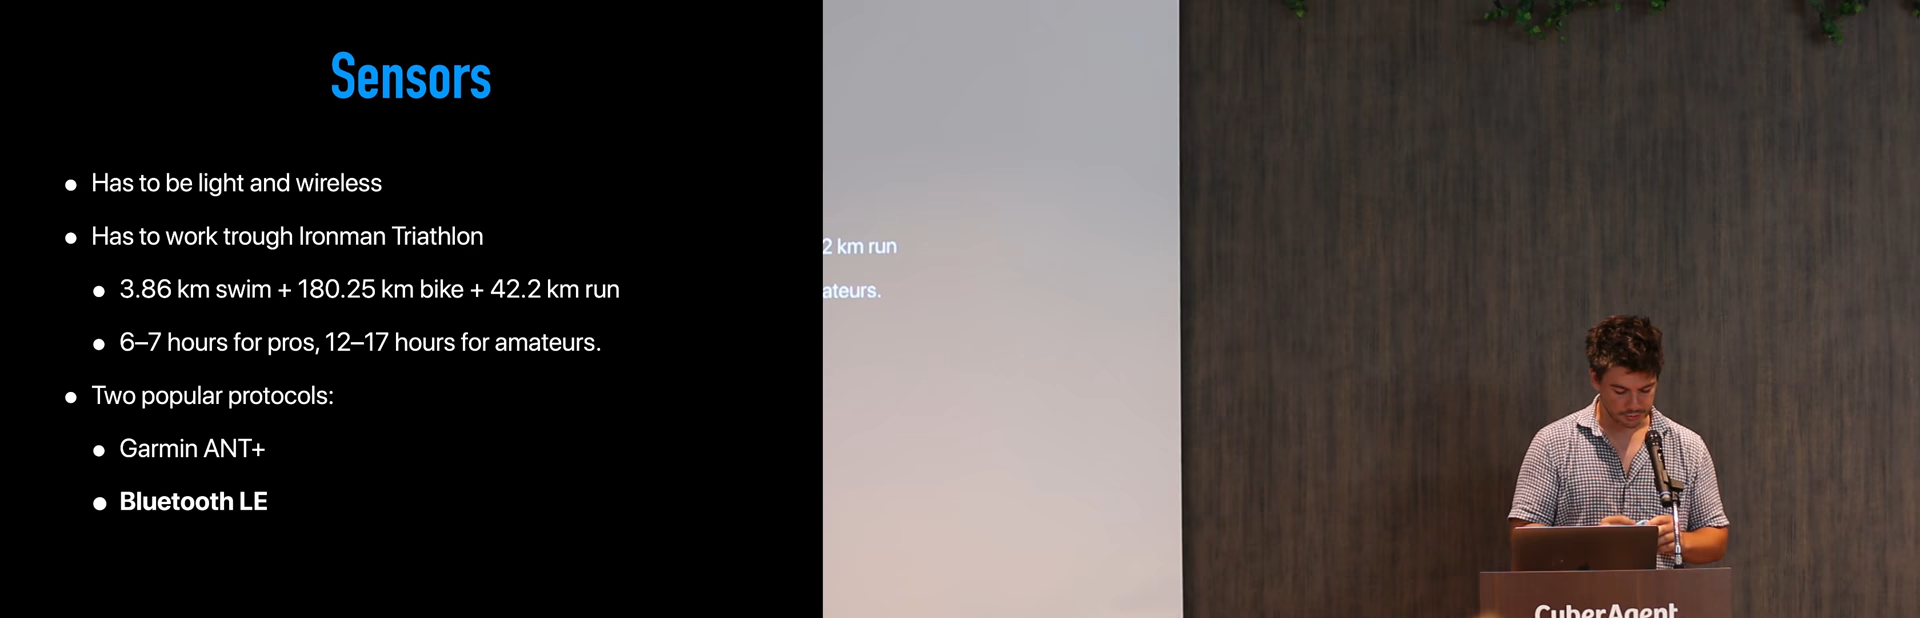 Sensors
Has to be light and wireless
Has to work trough Ironman Triathlon
3.86 km swim + 180.25 km bike + 42.2 km run
6–7 hours for pros, 12–17 hours for amateurs.
Two popular protocols:
Garmin ANT+
Bluetooth LE
2 km run
ateurs.
CyberAgent